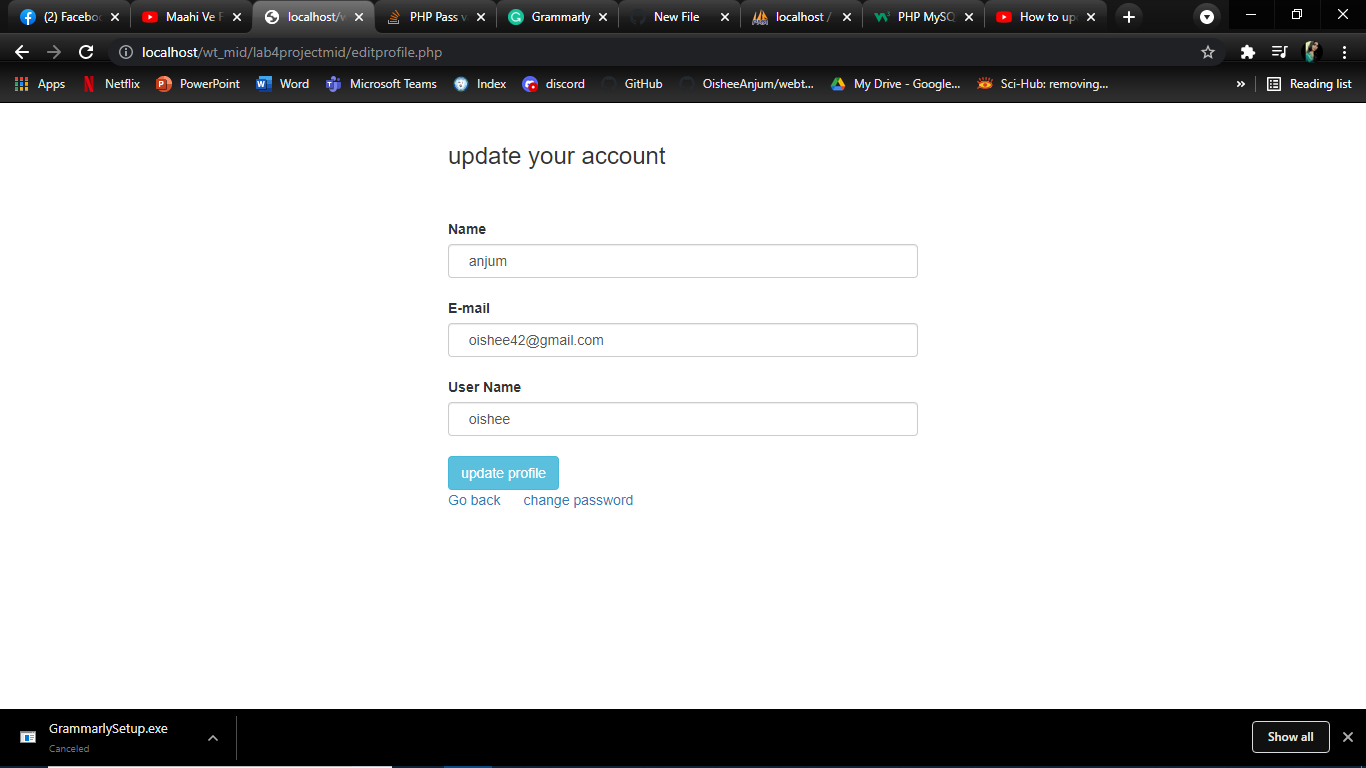 (2) Facebo
Maahi Ve F
localhost/w
PHP Pass v
Grammarly
New File
localhost /
PHP MySQ
How to up
localhost/wt_mid/lab4projectmid/editprofile.php
Apps
Netflix
PowerPoint
Word
Microsoft Teams
Index
discord
GitHub
OisheeAnjum/webt...
My Drive - Google...
Sci-Hub: removing...
»
Reading list
update your account
Name
anjum
E-mail
oishee42@gmail.com
User Name
oishee
update profile
Go back change password
GrammarlySetup.exe
Canceled
Show all